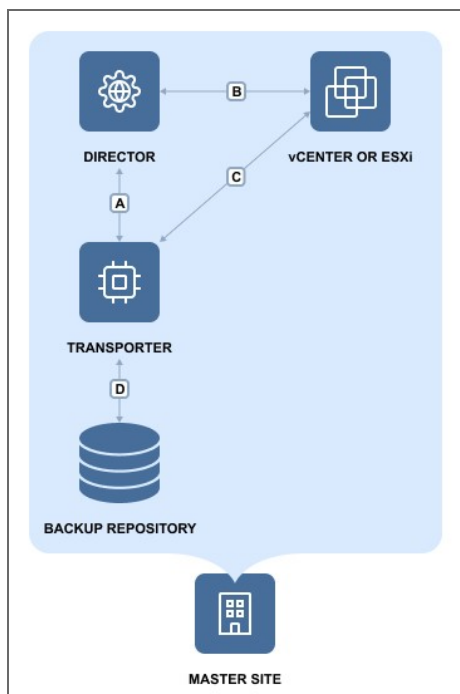 B
DIRECTOR
vCENTER OR ESXi
C
A
TRANSPORTER
D
BACKUP REPOSITORY
MASTER SITE